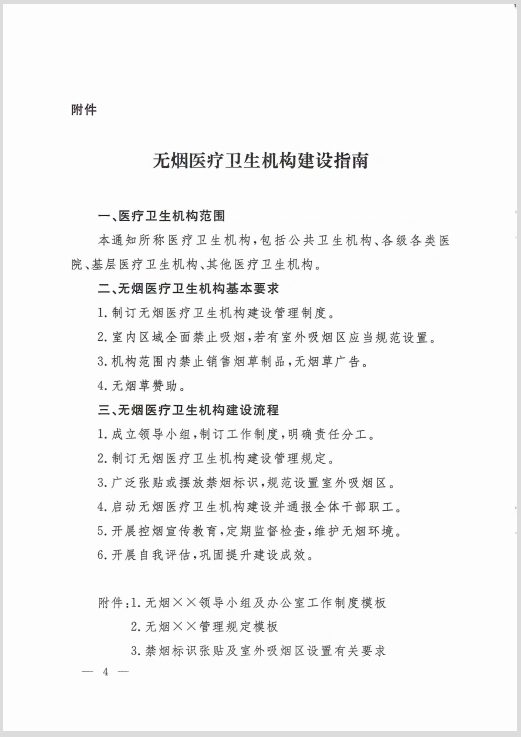 附件
无烟医疗卫生机构建设指南
一、医疗卫生机构范围
本通知所称医疗卫生机构,包括公共卫生机构、各级各类医
院、基层医疗卫生机构、其他医疗卫生机构。
二、无烟医疗卫生机构基本要求
1.制订无烟医疗卫生机构建设管理制度。
2.室内区域全面禁止吸烟,若有室外吸烟区应当规范设置。
3.机构范围内禁止销售烟草制品,无烟草广告。
4.无烟草赞助。
三、无烟医疗卫生机构建设流程
1.成立领导小组,制订工作制度,明确责任分工。
2.制订无烟医疗卫生机构建设管理规定。
3.广泛张贴或摆放禁烟标识,规范设置室外吸烟区。
4.启动无烟医疗卫生机构建设并通报全体干部职工。
5.开展控烟宣传教育,定期监督检查,维护无烟环境。
6.开展自我评估,巩固提升建设成效。
附件:1.无烟××领导小组及办公室工作制度模板
2.无烟××管理规定模板
3.禁烟标识张贴及室外吸烟区设置有关要求
— 4 —